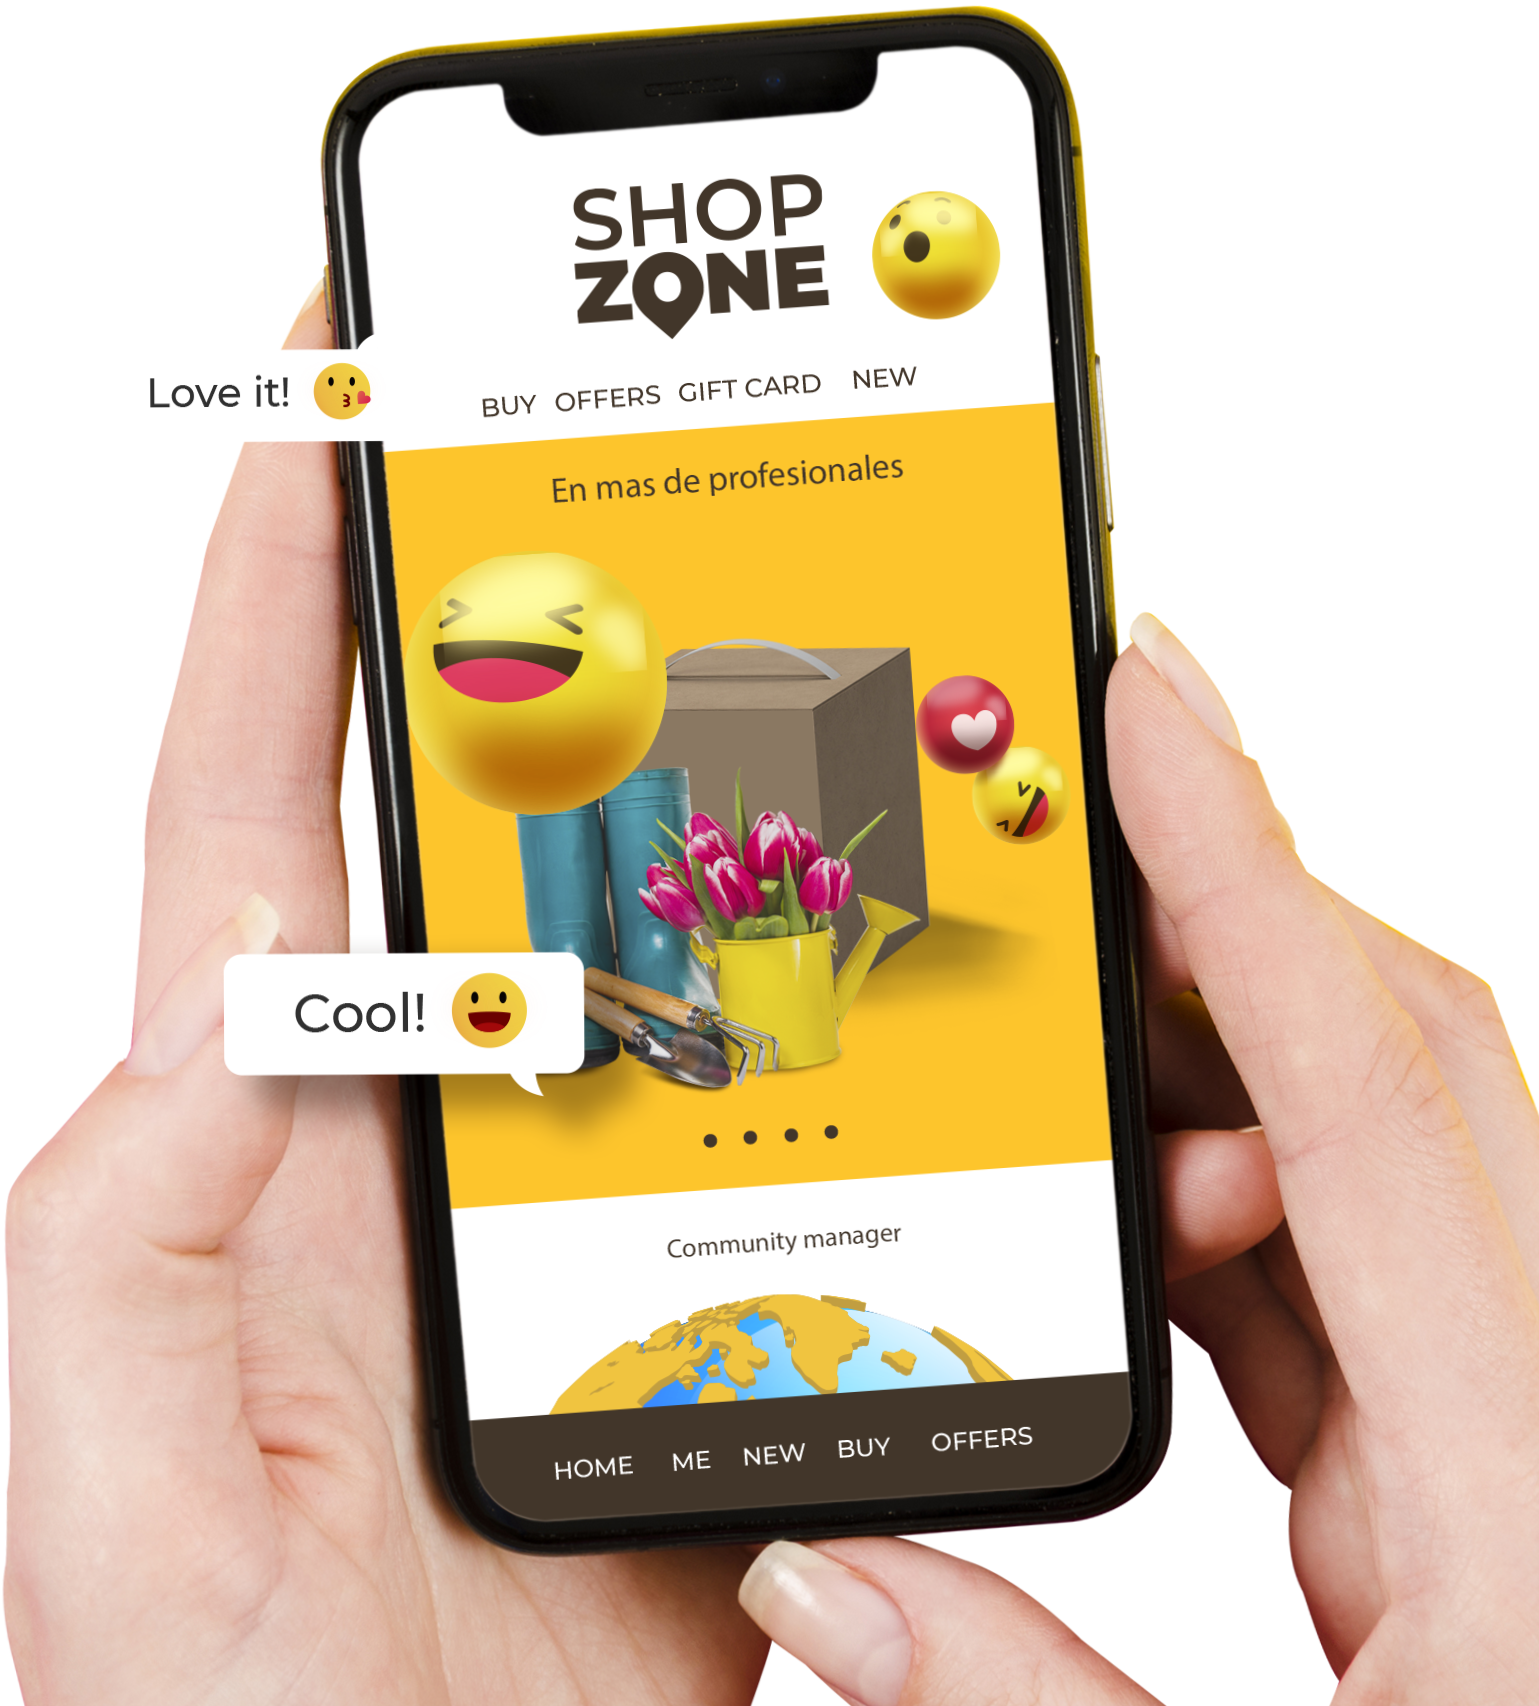 SHOP
ZONE
Love it!
BUY OFFERS GIFT CARD NEW
En mas de profesionales
Cool!
Community manager
HOME ME NEW BUY OFFERS